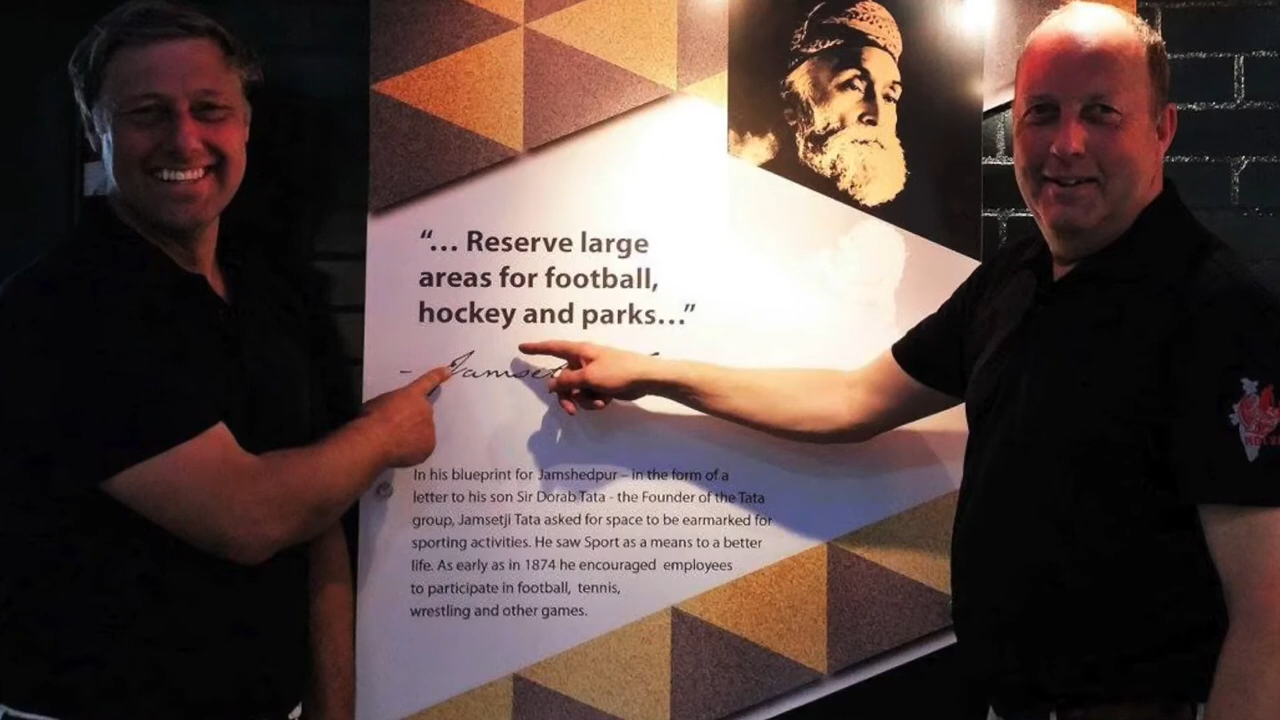 “... Reserve large
areas for football,
hockey and parks...”
- Jamset
In his blueprint for Jamshedpur – in the form of a
letter to his son Sir Dorab Tata - the Founder of the Tata
group, Jamsetji Tata asked for space to be earmarked for
sporting activities. He saw Sport as a means to a better
life. As early as in 1874 he encouraged employees
to participate in football, tennis,
wrestling and other games.